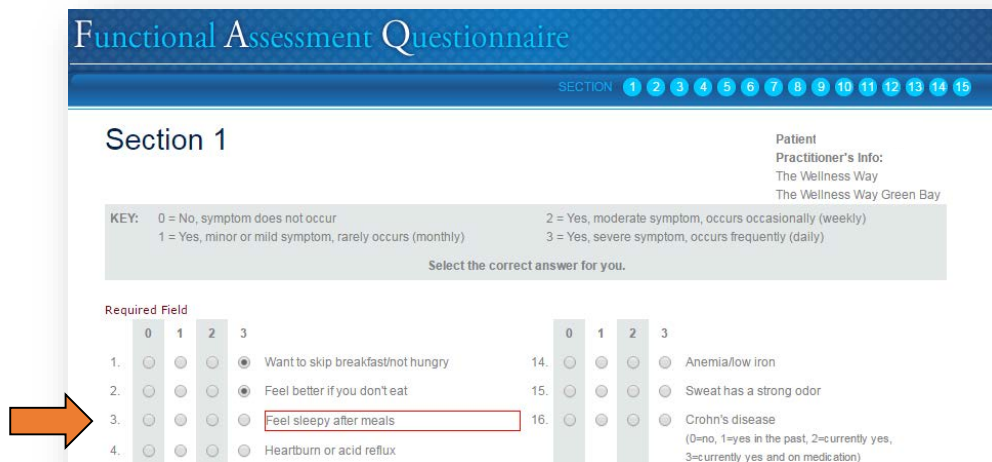 Functional Assessment Questionnaire
SECTION 1 2 3 4 5 6 7 8 9 10 11 12 13 14 15
Section 1
Patient
Practitioner's Info:
The Wellness Way
The Wellness Way Green Bay
KEY: 0 = No, symptom does not occur
1 = Yes, minor or mild symptom, rarely occurs (monthly)
2 = Yes, moderate symptom, occurs occasionally (weekly)
3 = Yes, severe symptom, occurs frequently (daily)
Select the correct answer for you.
Required Field
0 1 2 3
1. Want to skip breakfast/not hungry
2. Feel better if you don't eat
3. Feel sleepy after meals
4. Heartburn or acid reflux
0 1 2 3
14. Anemia/low iron
15. Sweat has a strong odor
16. Crohn's disease
(0=no, 1=yes in the past, 2=currently yes,
3=currently yes and on medication)